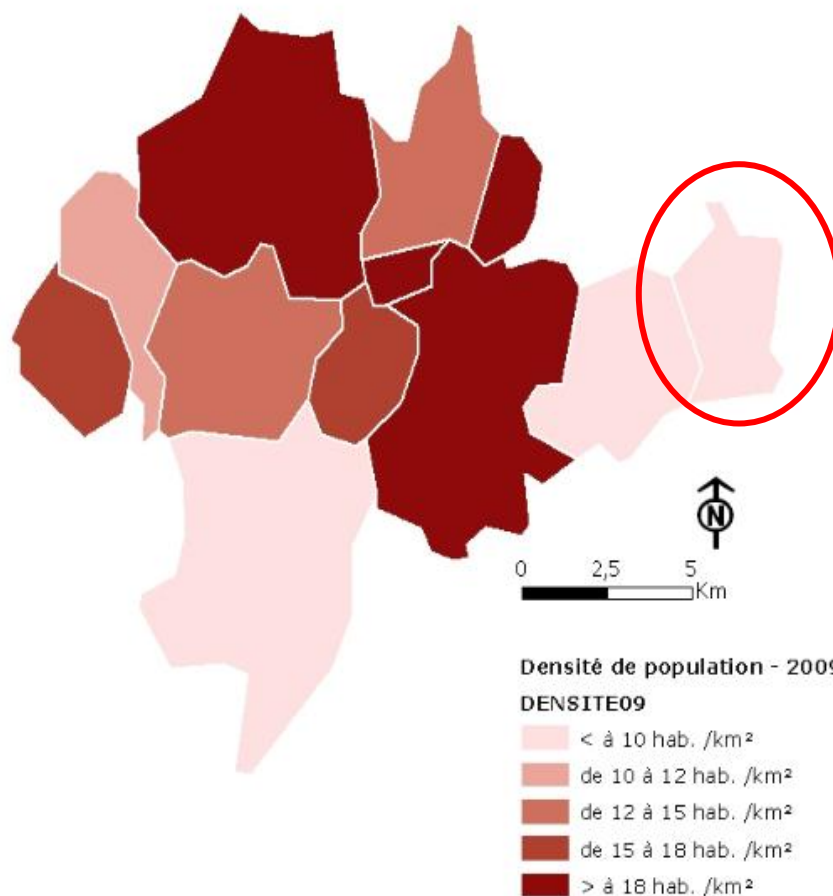 N
0 2,5 5
Km
Densité de population - 2009
DENSITE09
< à 10 hab. /km²
de 10 à 12 hab. /km²
de 12 à 15 hab. /km²
de 15 à 18 hab. /km²
> à 18 hab. /km²